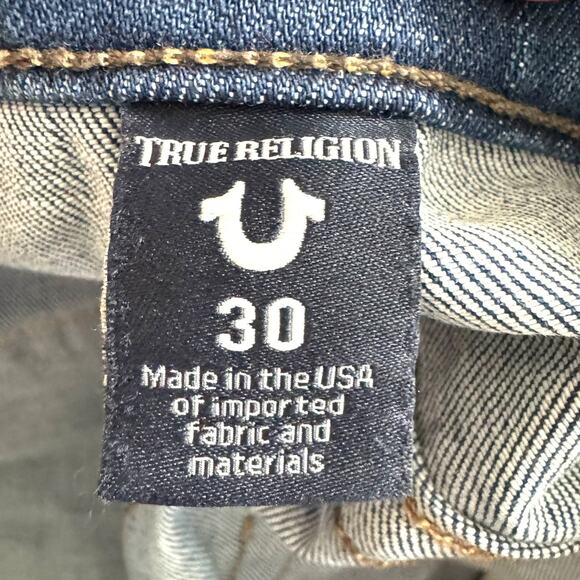 TRUE RELIGION
30
Made in the USA
of imported
fabric and
materials